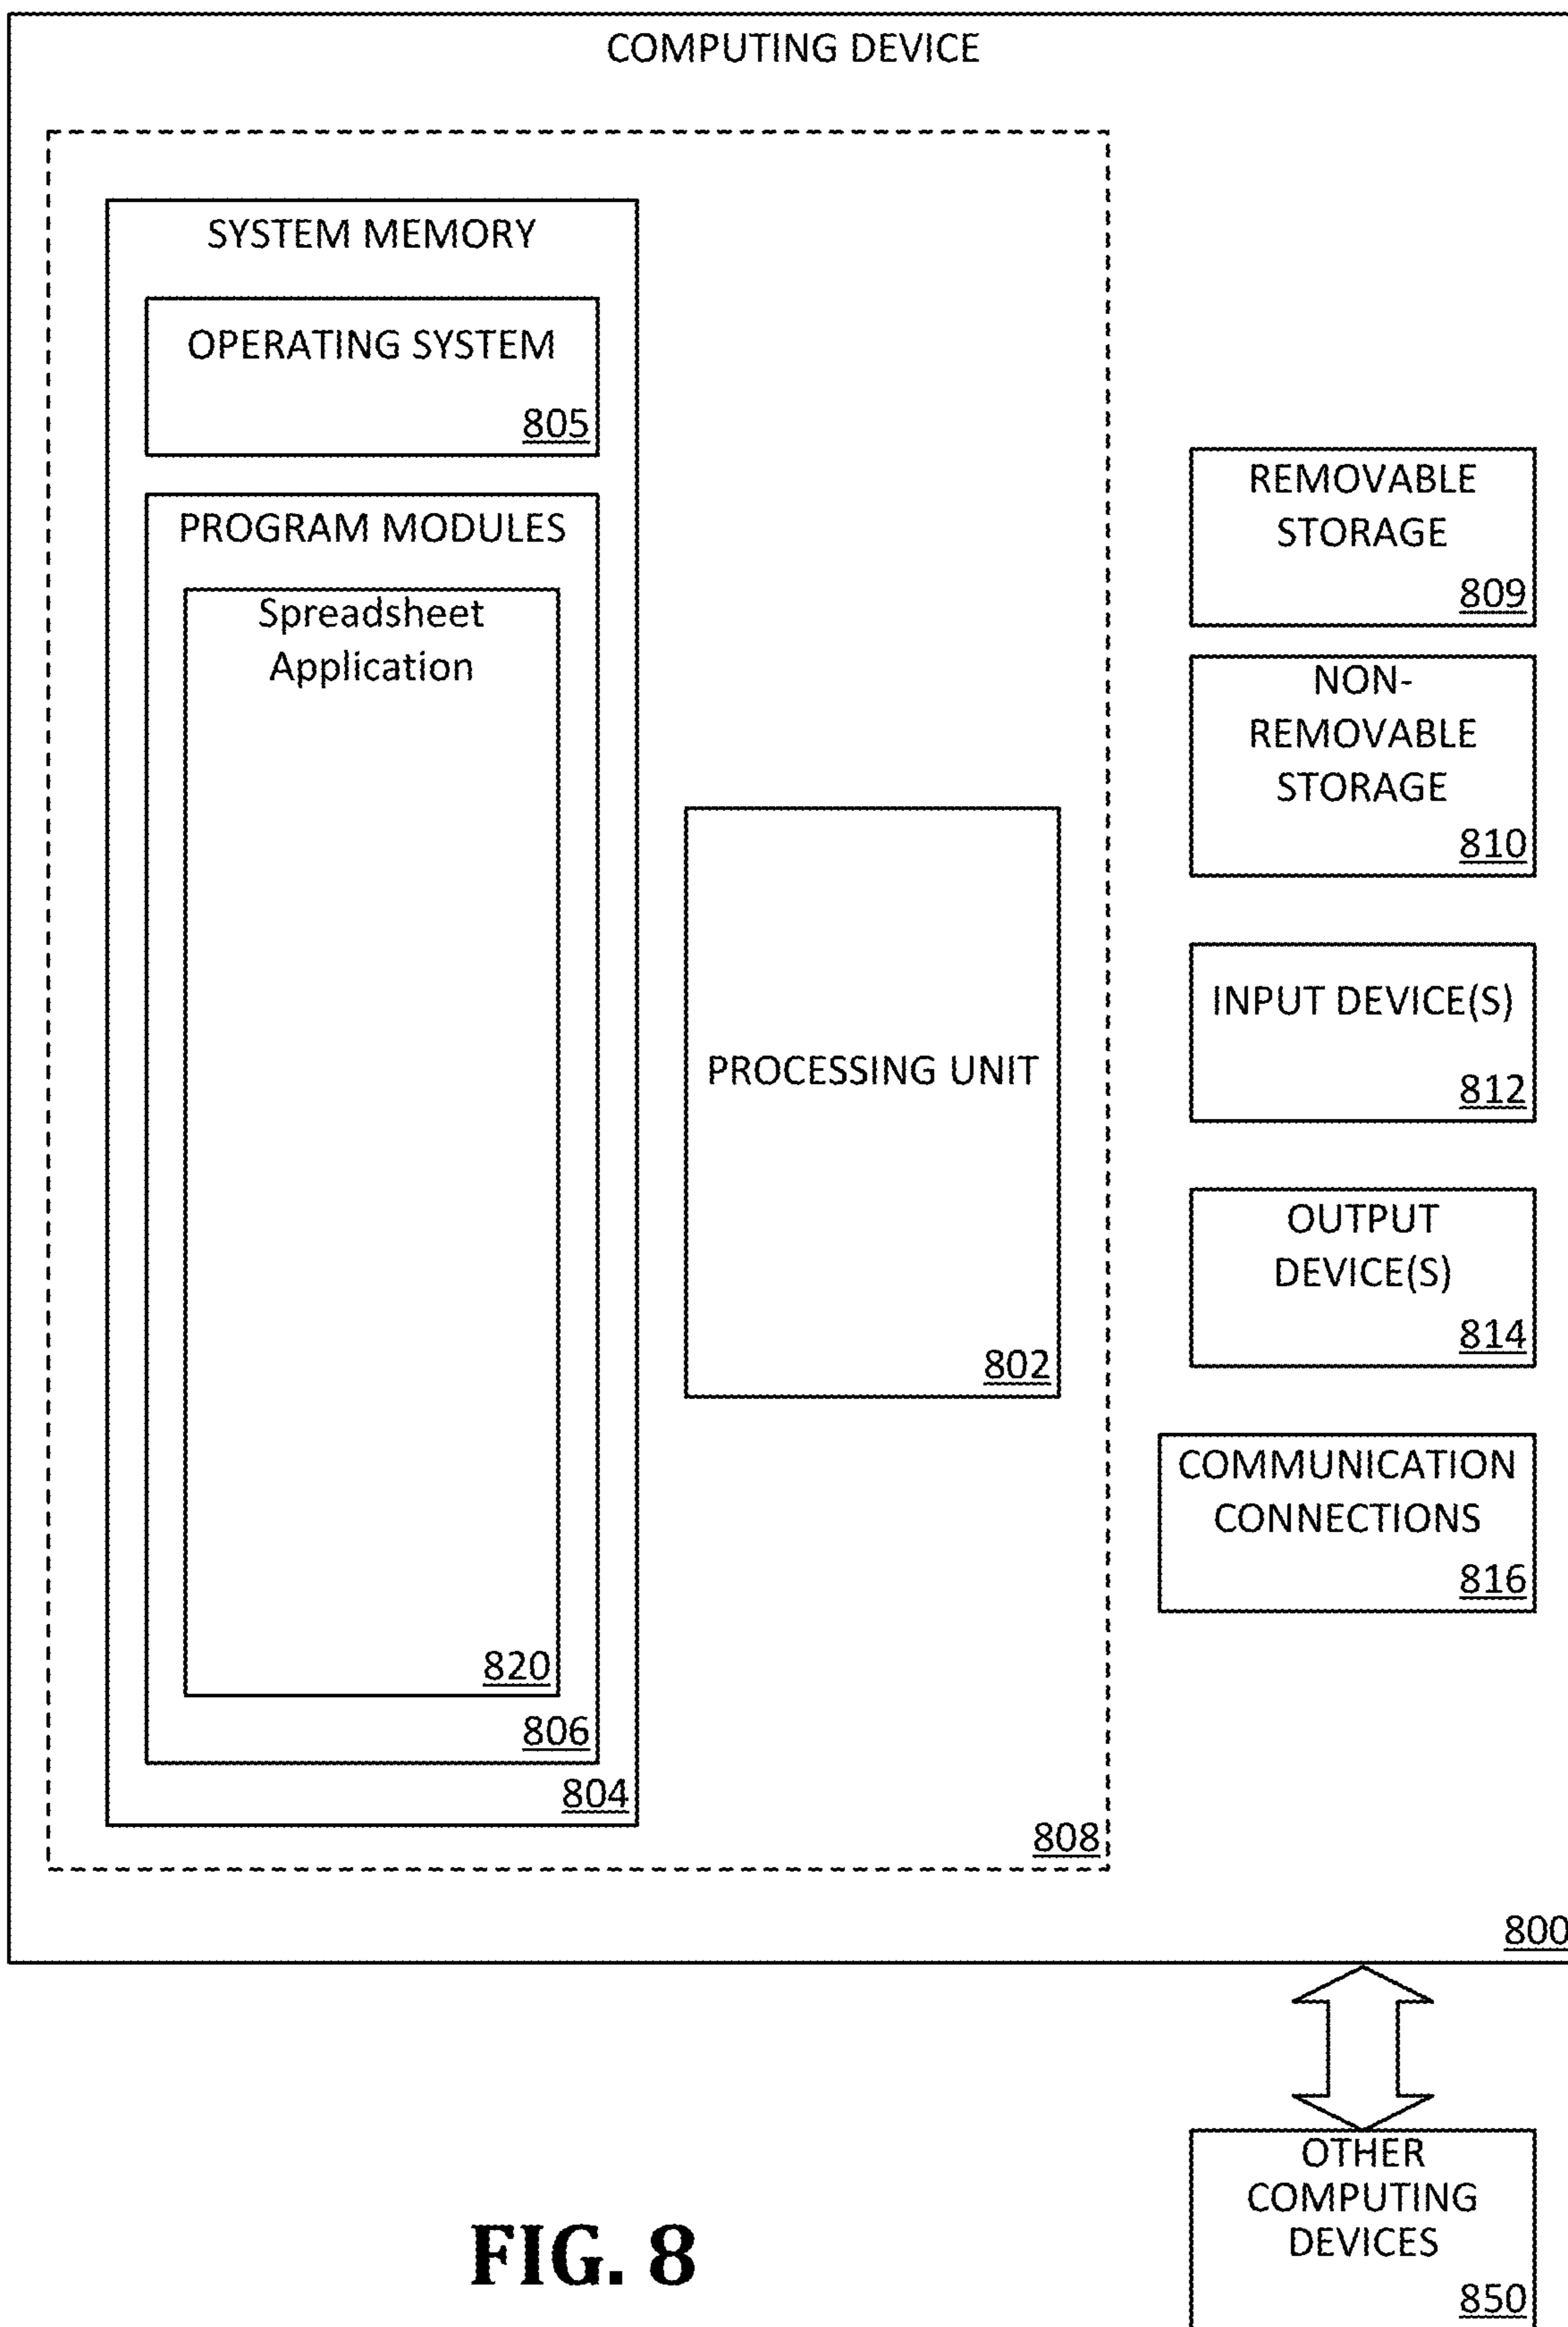 COMPUTING DEVICE
SYSTEM MEMORY
OPERATING SYSTEM
805
PROGRAM MODULES
Spreadsheet
Application
820
806
804
PROCESSING UNIT
802
808
REMOVABLE
STORAGE
809
NON-
REMOVABLE
STORAGE
810
INPUT DEVICE(S)
812
OUTPUT
DEVICE(S)
814
COMMUNICATION
CONNECTIONS
816
800
OTHER
COMPUTING
DEVICES
850
FIG. 8